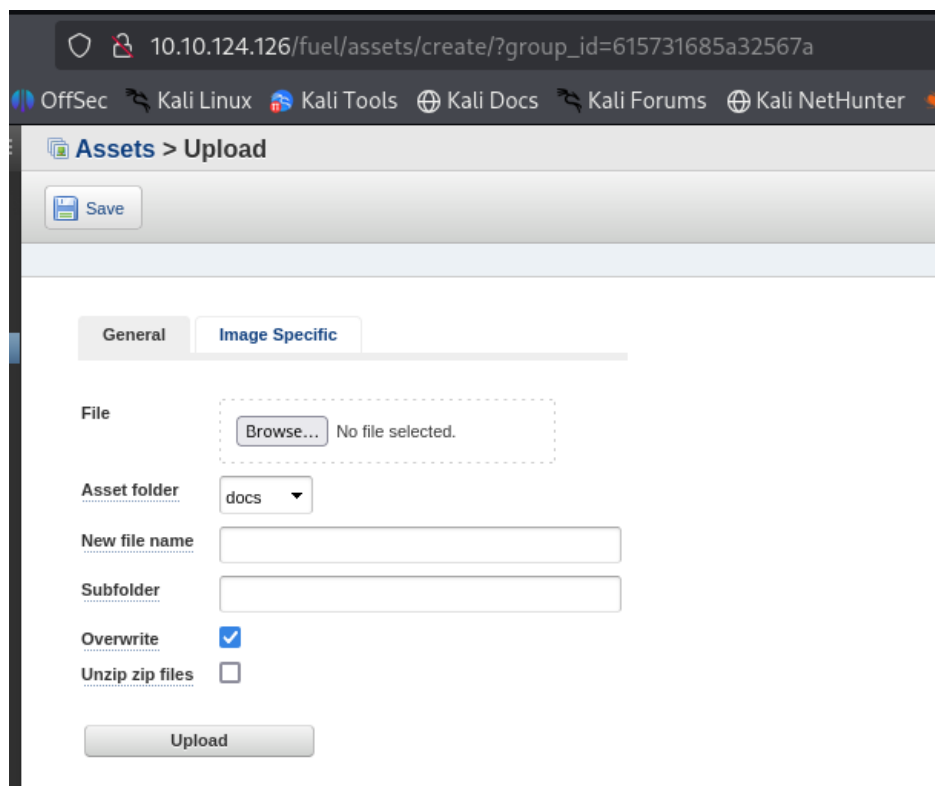 10.10.124.126/fuel/assets/create/?group_id=615731685a32567a
OffSec Kali Linux Kali Tools Kali Docs Kali Forums Kali NetHunter
Assets > Upload
Save
General Image Specific
File Browse... No file selected.
Asset folder docs
New file name
Subfolder
Overwrite
Unzip zip files
Upload